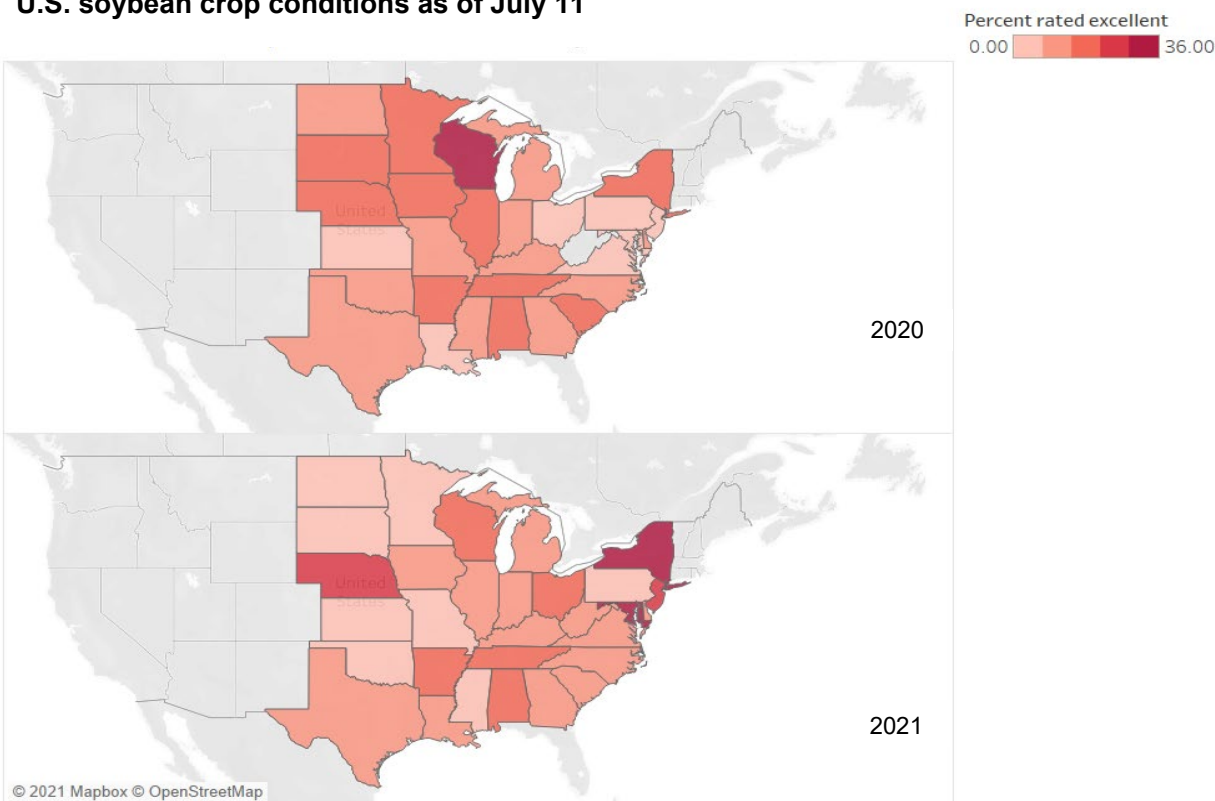 U.S. soybean crop conditions as of July 11
Percent rated excellent
0.00 36.00
United
States
2020
United
States
2021
© 2021 Mapbox © OpenStreetMap